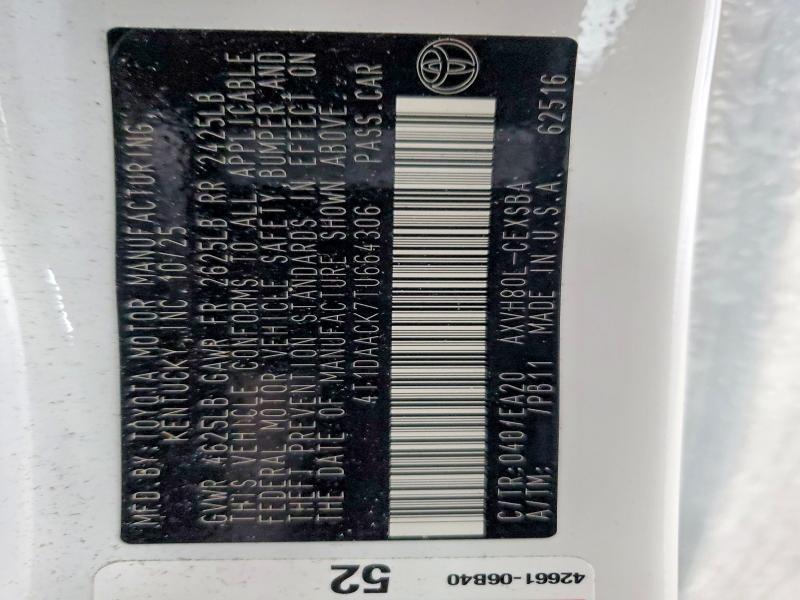 MFD. BY: TOYOTA MOTOR MANUFACTURING
KENTUCKY, INC. 10/25
GVWR 4625LB GAWR FR 2625LB RR 2425LB
THIS VEHICLE CONFORMS TO ALL APPLICABLE
FEDERAL MOTOR VEHICLE SAFETY, BUMPER, AND
THEFT PREVENTION STANDARDS IN EFFECT ON
THE DATE OF MANUFACTURE SHOWN ABOVE.
4T1DAACK7TU664386 PASS.CAR
C/TR:040/EA20 AXVH80L-CEXSBA
A/TM: /PB11 MADE IN U.S.A. 62516
52
42661-06B40